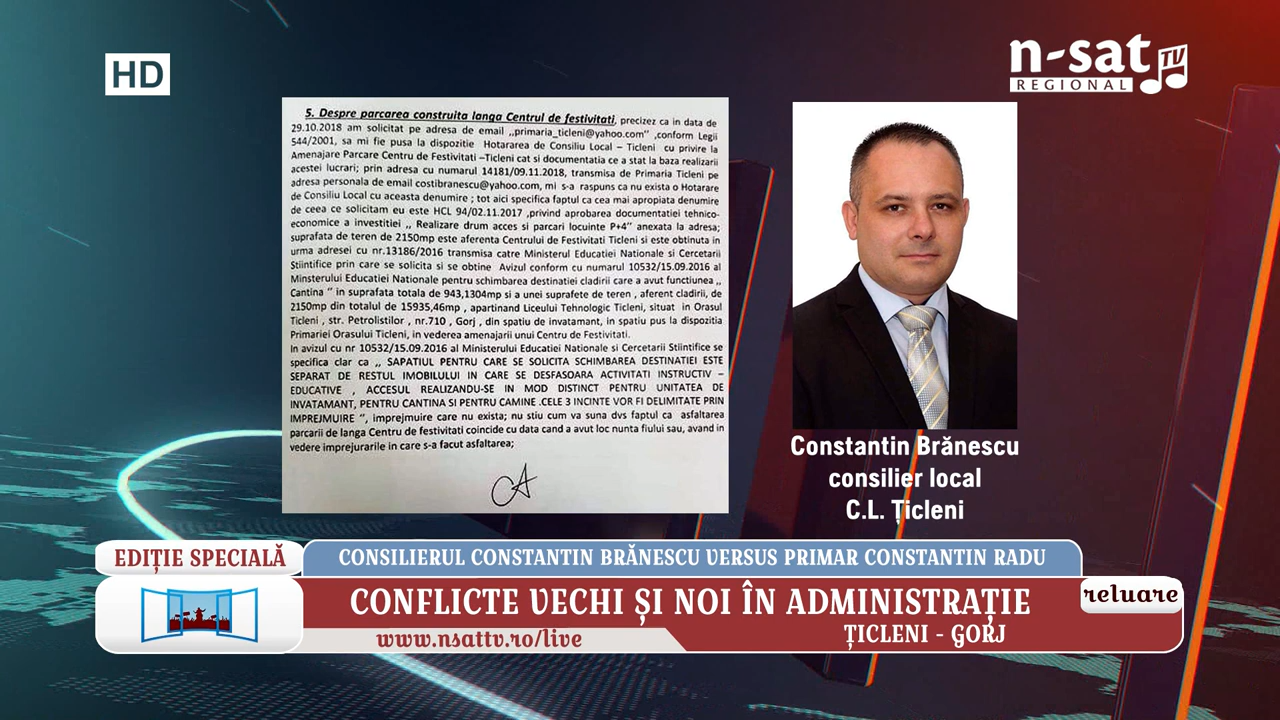 HD
n-sat TV
REGIONAL
5. Despre parcarea construita langa Centrul de festivitati, precizez ca in data de
29.10.2018 am solicitat pe adresa de email ,,primaria_ticleni@yahoo.com” ,conform Legii
544/2001, sa mi fie pusa la dispozitie Hotararea de Consiliu Local – Ticleni cu privire la
Amenajare Parcare Centru de Festivitati –Ticleni cat si documentatia ce a stat la baza realizarii
acestei lucrari; prin adresa cu numarul 14181/09.11.2018, transmisa de Primaria Ticleni pe
adresa personala de email costibranescu@yahoo.com, mi s-a raspuns ca nu exista o Hotarare
de Consiliu Local cu aceasta denumire ; tot aici specifica faptul ca cea mai apropiata denumire
de ceea ce solicitam eu este HCL 94/02.11.2017 ,privind aprobarea documentatiei tehnico-
economice a investitiei ,, Realizare drum acces si parcari locuinte P+4” anexata la adresa;
suprafata de teren de 2150mp este aferenta Centrului de Festivitati Ticleni si este obtinuta in
urma adresei cu nr.13186/2016 transmisa catre Ministerul Educatiei Nationale si Cercetarii
Stiintifice prin care se solicita si se obtine Avizul conform cu numarul 10532/15.09.2016 al
Minsterului Educatiei Nationale pentru schimbarea destinatiei cladirii care a avut functiunea ,,
Cantina ” in suprafata totala de 943,1304mp si a unei suprafete de teren , aferent cladirii, de
2150mp din totalul de 15935,46mp , apartinand Liceului Tehnologic Ticleni, situat in Orasul
Ticleni , str. Petrolistilor , nr.710 , Gorj , din spatiu de invatamant, in spatiu pus la dispozitia
Primariei Orasului Ticleni, in vederea amenajarii unui Centru de Festivitati.
In avizul cu nr 10532/15.09.2016 al Ministerului Educatiei Nationale si Cercetarii Stiintifice se
specifica clar ca ,, SAPATIUL PENTRU CARE SE SOLICITA SCHIMBAREA DESTINATIEI ESTE
SEPARAT DE RESTUL IMOBILULUI IN CARE SE DESFASOARA ACTIVITATI INSTRUCTIV –
EDUCATIVE , ACCESUL REALIZANDU-SE IN MOD DISTINCT PENTRU UNITATEA DE
INVATAMANT, PENTRU CANTINA SI PENTRU CAMINE .CELE 3 INCINTE VOR FI DELIMITATE PRIN
IMPREJMUIRE ”, imprejmuire care nu exista; nu stiu cum va suna dvs faptul ca asfaltarea
parcarii de langa Centru de festivitati coincide cu data cand a avut loc nunta fiului sau, avand in
vedere imprejurarile in care s-a facut asfaltarea;
Constantin Brănescu
consilier local
C.L. Țicleni
EDIȚIE SPECIALĂ
CONSILIERUL CONSTANTIN BRĂNESCU VERSUS PRIMAR CONSTANTIN RADU
CONFLICTE VECHI ȘI NOI ÎN ADMINISTRAȚIE
reluare
www.nsattv.ro/live
ȚICLENI - GORJ